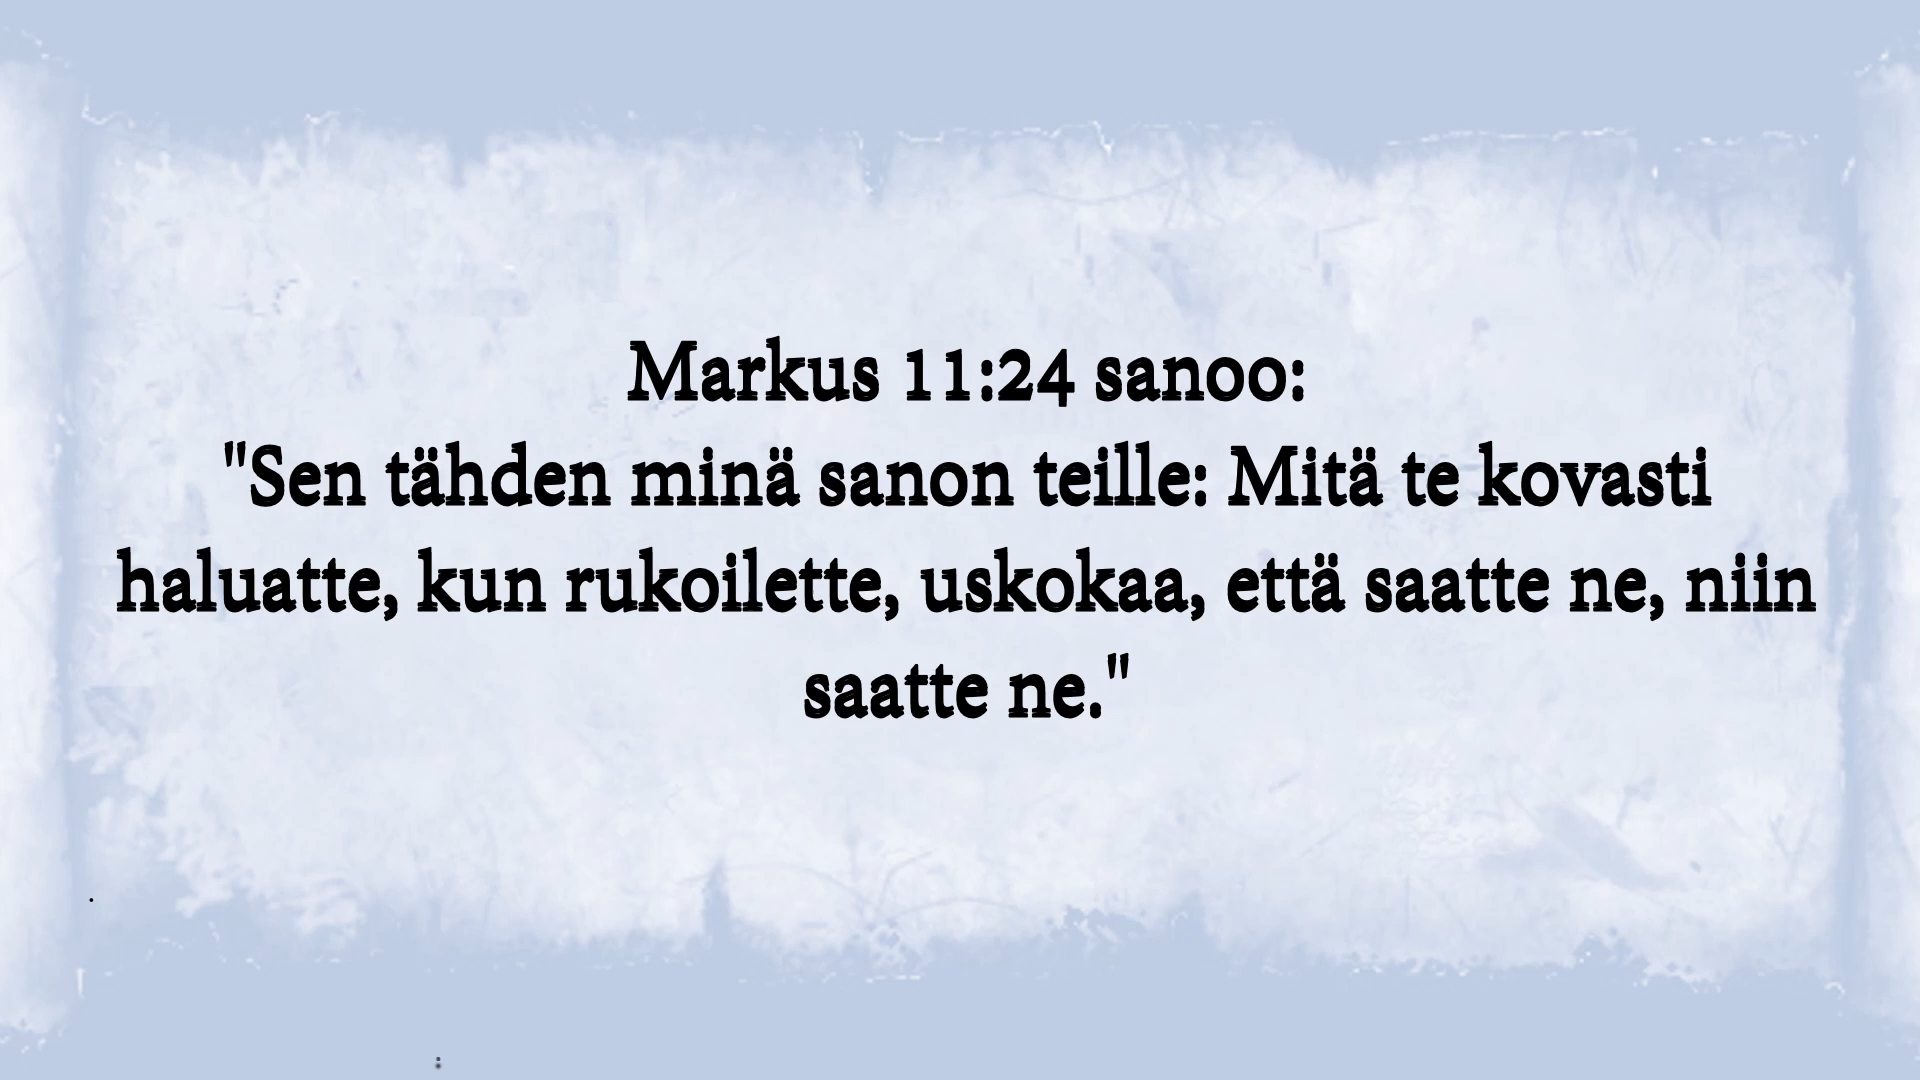 Markus 11:24 sanoo:
"Sen tähden minä sanon teille: Mitä te kovasti
haluatte, kun rukoilette, uskokaa, että saatte ne, niin
saatte ne."